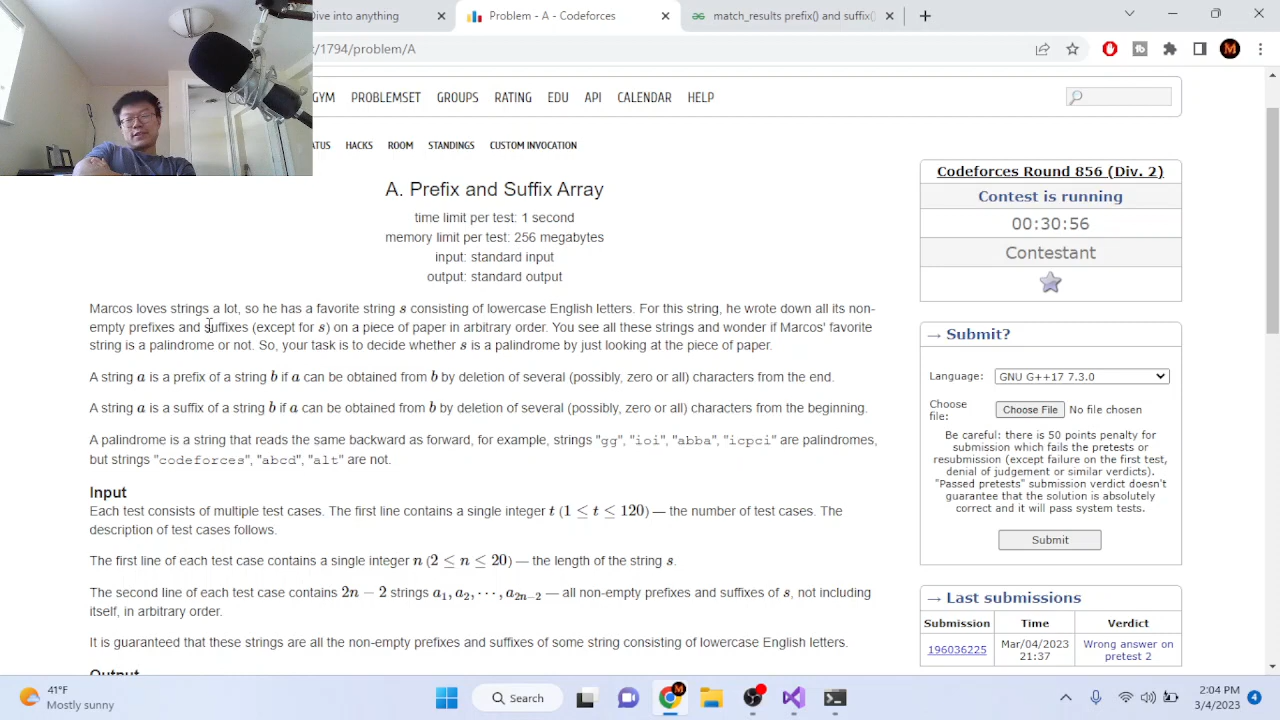 Dive into anything
Problem - A - Codeforces
match_results prefix() and suffix()
t/1794/problem/A
GYM PROBLEMSET GROUPS RATING EDU API CALENDAR HELP
HACKS ROOM STANDINGS CUSTOM INVOCATION
A. Prefix and Suffix Array
time limit per test: 1 second
memory limit per test: 256 megabytes
input: standard input
output: standard output
Marcos loves strings a lot, so he has a favorite string s consisting of lowercase English letters. For this string, he wrote down all its non-
empty prefixes and suffixes (except for s) on a piece of paper in arbitrary order. You see all these strings and wonder if Marcos' favorite
string is a palindrome or not. So, your task is to decide whether s is a palindrome by just looking at the piece of paper.
A string a is a prefix of a string b if a can be obtained from b by deletion of several (possibly, zero or all) characters from the end.
A string a is a suffix of a string b if a can be obtained from b by deletion of several (possibly, zero or all) characters from the beginning.
A palindrome is a string that reads the same backward as forward, for example, strings "gg", "ioi", "abba", "icpci" are palindromes,
but strings "codeforces", "abcd", "alt" are not.
Input
Each test consists of multiple test cases. The first line contains a single integer t (1 ≤ t ≤ 120) — the number of test cases. The
description of test cases follows.
The first line of each test case contains a single integer n (2 ≤ n ≤ 20) — the length of the string s.
The second line of each test case contains 2n − 2 strings a1, a2, ⋯, a2n−2 — all non-empty prefixes and suffixes of s, not including
itself, in arbitrary order.
It is guaranteed that these strings are all the non-empty prefixes and suffixes of some string consisting of lowercase English letters.
Output
Codeforces Round 856 (Div. 2)
Contest is running
00:30:56
Contestant
→ Submit?
Language: GNU G++17 7.3.0
Choose
file: Choose File No file chosen
Be careful: there is 50 points penalty for
submission which fails the pretests or
resubmission (except failure on the first test,
denial of judgement or similar verdicts).
"Passed pretests" submission verdict doesn't
guarantee that the solution is absolutely
correct and it will pass system tests.
Submit
→ Last submissions
Submission Time Verdict
196036225 Mar/04/2023 21:37 Wrong answer on pretest 2
41°F
Mostly sunny
Search
2:04 PM
3/4/2023
4